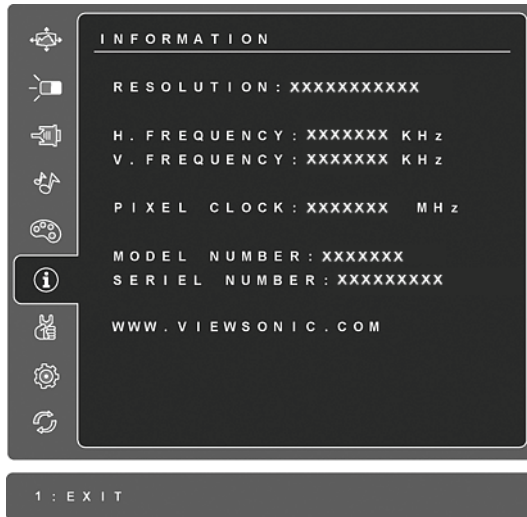 INFORMATION
RESOLUTION: XXXXXXXXXXX
H. FREQUENCY: XXXXXXX KHz
V. FREQUENCY: XXXXXXX KHz
PIXEL CLOCK: XXXXXXX MHz
MODEL NUMBER: XXXXXXX
SERIEL NUMBER: XXXXXXXXX
WWW.VIEWSONIC.COM
1: EXIT